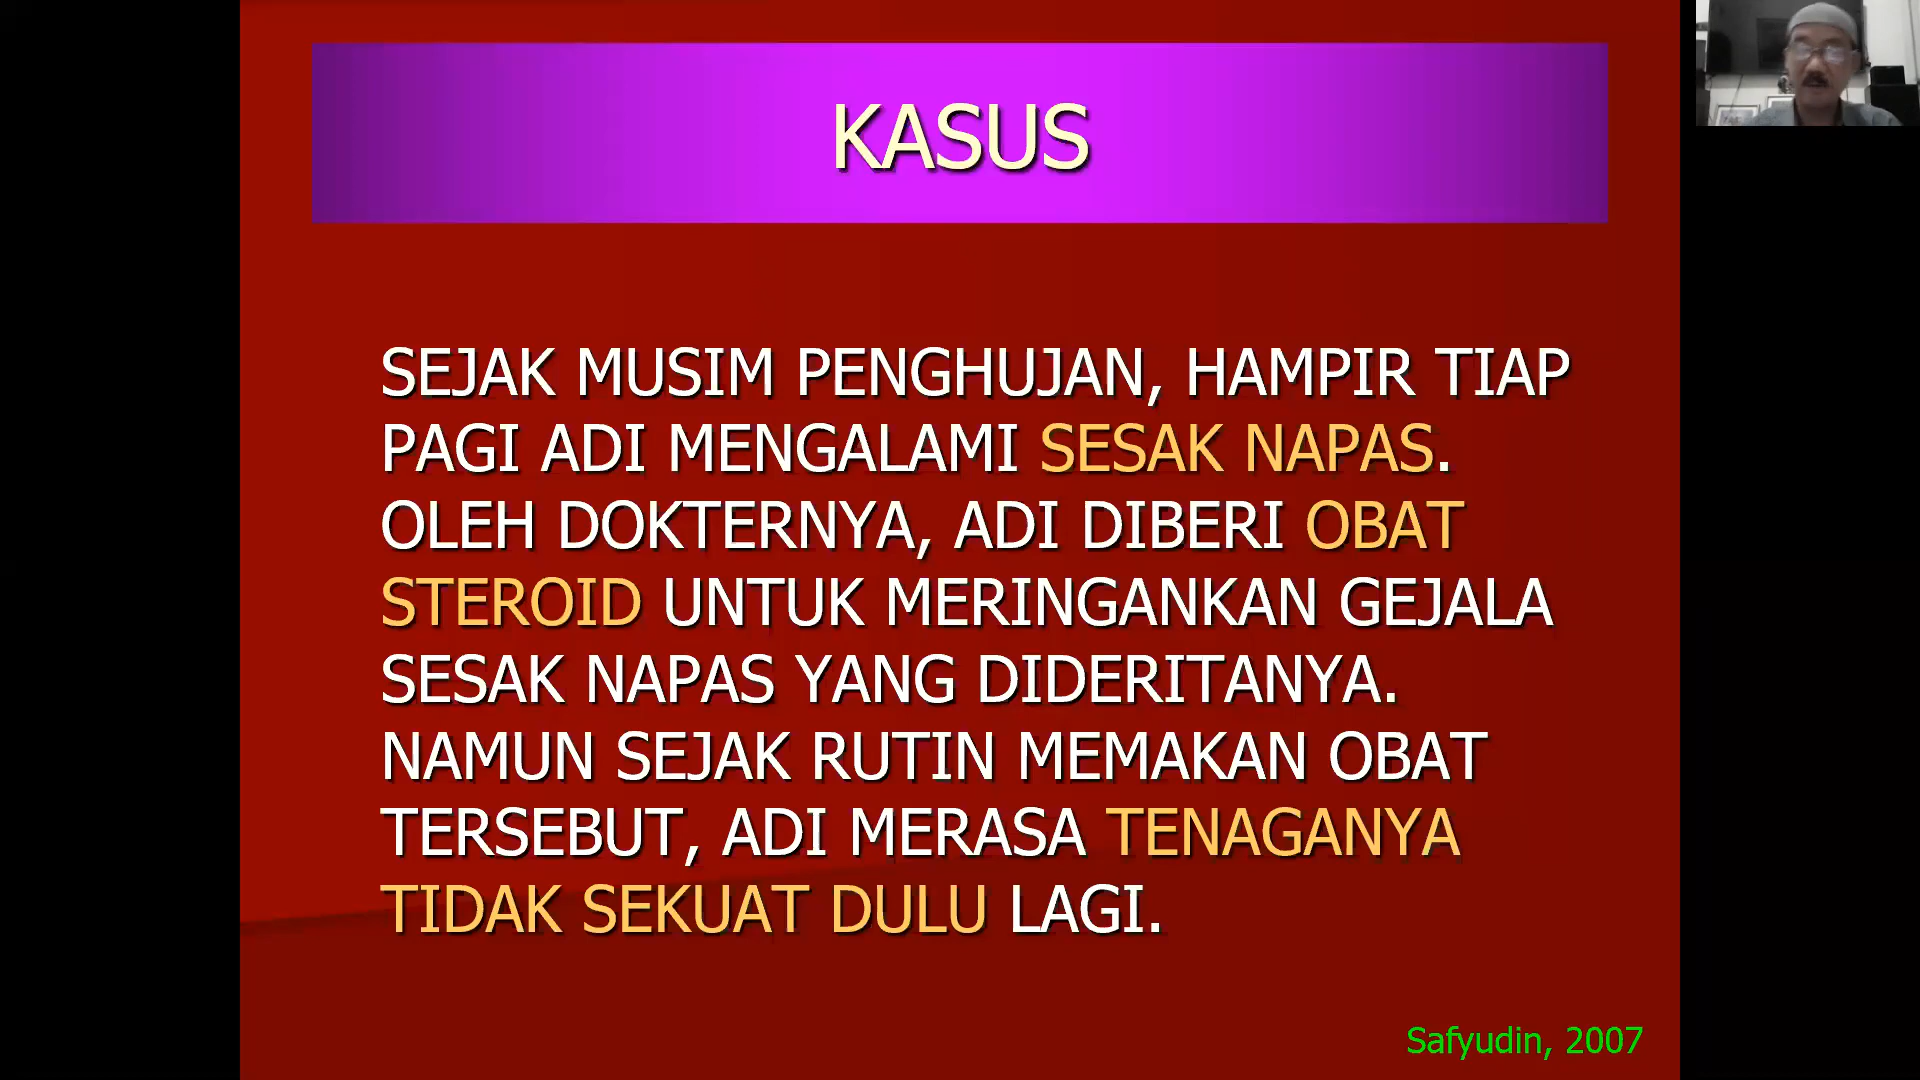 KASUS
SEJAK MUSIM PENGHUJAN, HAMPIR TIAP
PAGI ADI MENGALAMI SESAK NAPAS.
OLEH DOKTERNYA, ADI DIBERI OBAT
STEROID UNTUK MERINGANKAN GEJALA
SESAK NAPAS YANG DIDERITANYA.
NAMUN SEJAK RUTIN MEMAKAN OBAT
TERSEBUT, ADI MERASA TENAGANYA
TIDAK SEKUAT DULU LAGI.
Safyudin, 2007